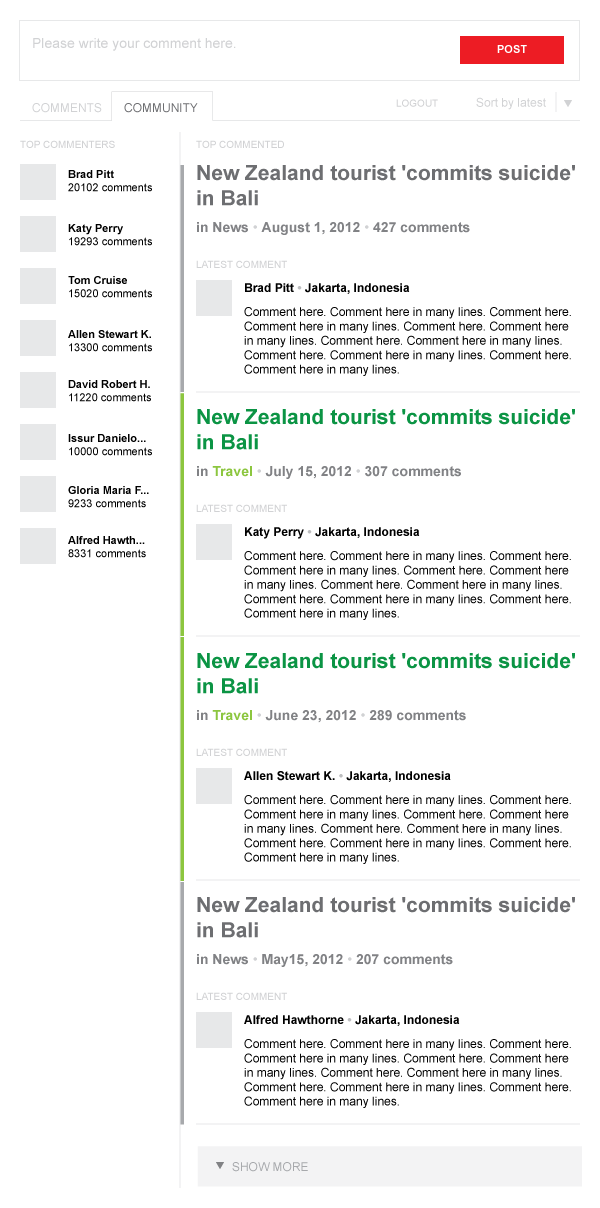 Please write your comment here.
POST
COMMENTS
COMMUNITY
LOGOUT
Sort by latest
TOP COMMENTERS
Brad Pitt
20102 comments
Katy Perry
19293 comments
Tom Cruise
15020 comments
Allen Stewart K.
13300 comments
David Robert H.
11220 comments
Issur Danielo...
10000 comments
Gloria Maria F...
9233 comments
Alfred Hawth...
8331 comments
TOP COMMENTED
New Zealand tourist 'commits suicide'
in Bali
in News • August 1, 2012 • 427 comments
LATEST COMMENT
Brad Pitt • Jakarta, Indonesia
Comment here. Comment here in many lines. Comment here.
Comment here in many lines. Comment here. Comment here
in many lines. Comment here. Comment here in many lines.
Comment here. Comment here in many lines. Comment here.
Comment here in many lines.
New Zealand tourist 'commits suicide'
in Bali
in Travel • July 15, 2012 • 307 comments
LATEST COMMENT
Katy Perry • Jakarta, Indonesia
Comment here. Comment here in many lines. Comment here.
Comment here in many lines. Comment here. Comment here
in many lines. Comment here. Comment here in many lines.
Comment here. Comment here in many lines. Comment here.
Comment here in many lines.
New Zealand tourist 'commits suicide'
in Bali
in Travel • June 23, 2012 • 289 comments
LATEST COMMENT
Allen Stewart K. • Jakarta, Indonesia
Comment here. Comment here in many lines. Comment here.
Comment here in many lines. Comment here. Comment here
in many lines. Comment here. Comment here in many lines.
Comment here. Comment here in many lines. Comment here.
Comment here in many lines.
New Zealand tourist 'commits suicide'
in Bali
in News • May15, 2012 • 207 comments
LATEST COMMENT
Alfred Hawthorne • Jakarta, Indonesia
Comment here. Comment here in many lines. Comment here.
Comment here in many lines. Comment here. Comment here
in many lines. Comment here. Comment here in many lines.
Comment here. Comment here in many lines. Comment here.
Comment here in many lines.
SHOW MORE